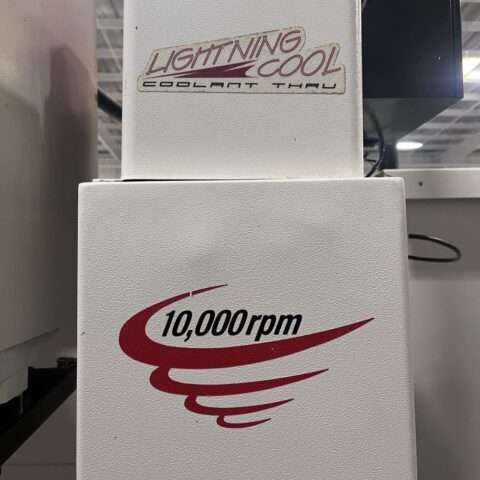 LIGHTNING
COOL
COOLANT THRU
10,000rpm